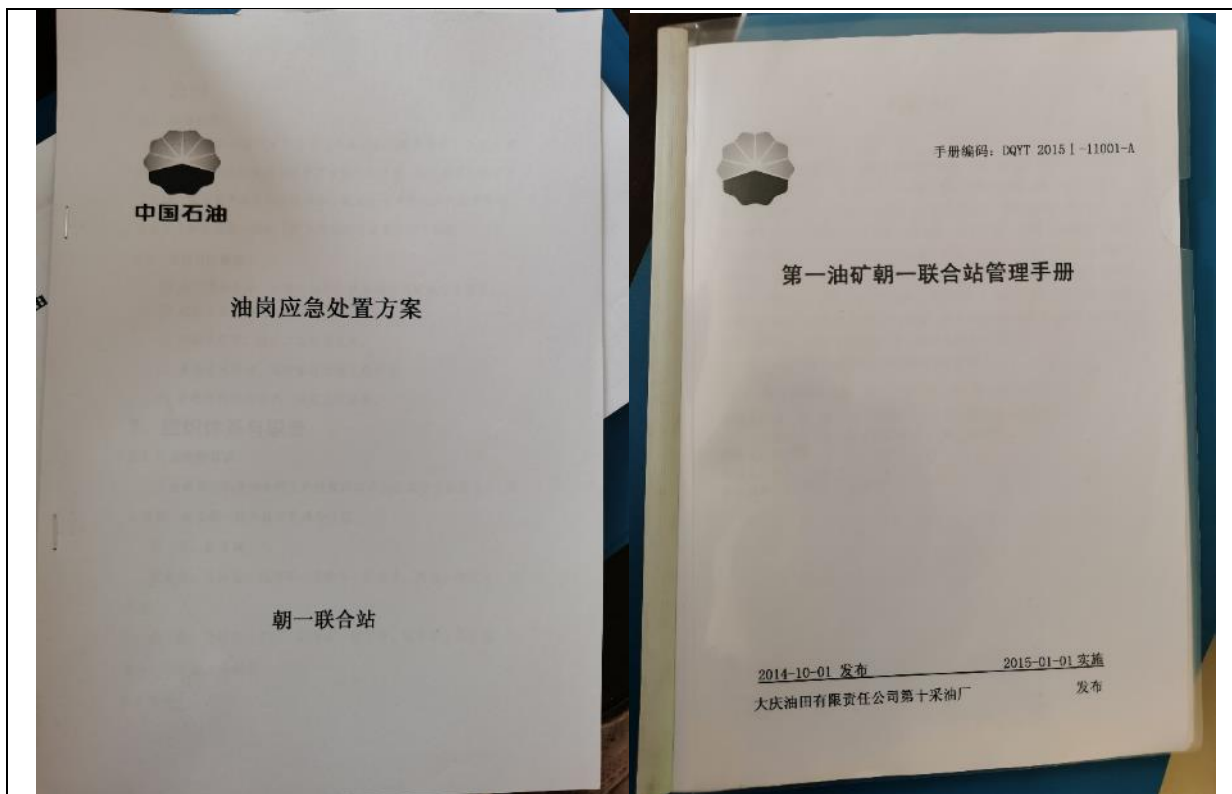 中国石油
油岗应急处置方案
朝一联合站
手册编码：DQYT 2015Ⅰ-11001-A
第一油矿朝一联合站管理手册
2014-10-01 发布
2015-01-01 实施
大庆油田有限责任公司第十采油厂
发布